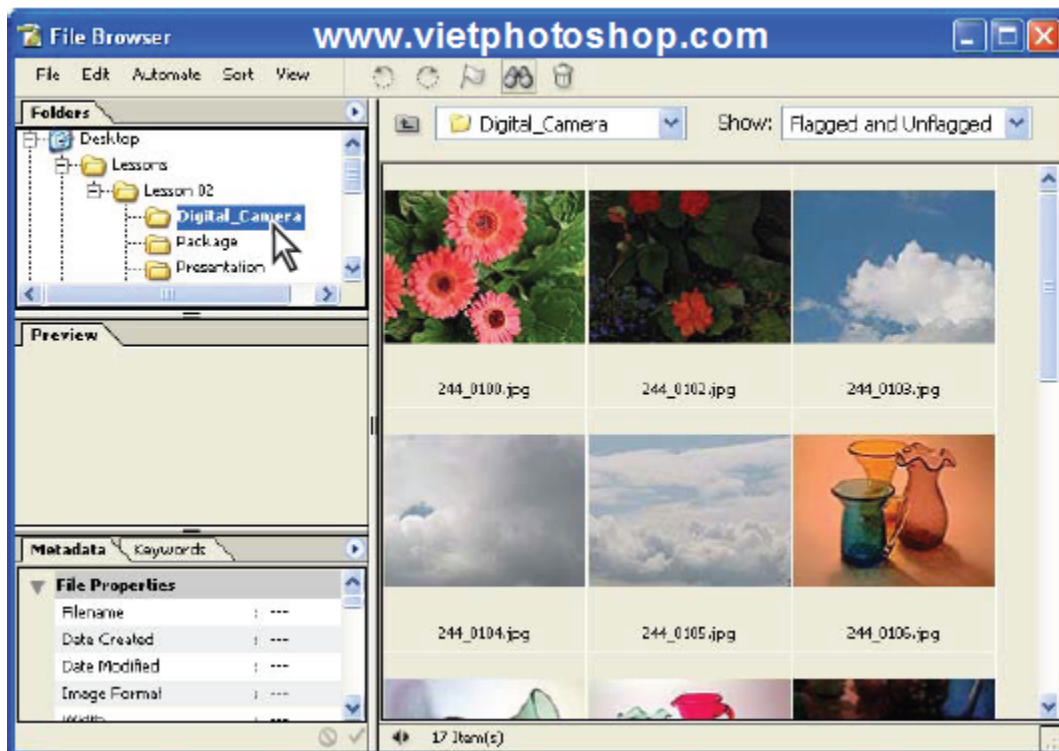 File Browser www.vietphotoshop.com
File Edit Automate Sort View
Folders
Digital_Camera Show: Flagged and Unflagged
Desktop
Lessons
Lesson 02
Digital_Camera
Package
Presentation
Preview
244_0100.jpg 244_0102.jpg 244_0103.jpg
244_0104.jpg 244_0105.jpg 244_0106.jpg
Metadata Keywords
File Properties
Filename : ---
Date Created : ---
Date Modified : ---
Image Format : ---
Width : ---
17 Item(s)